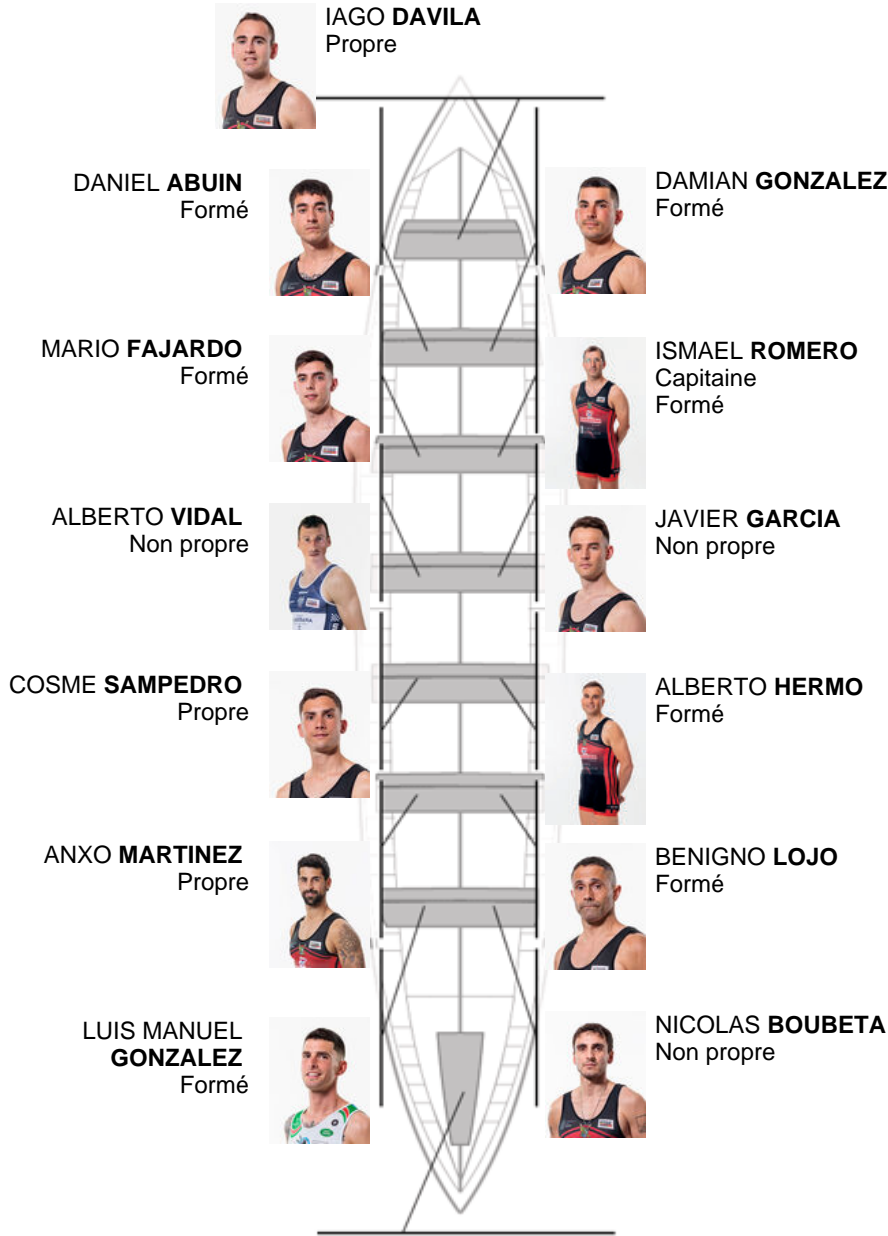 IAGO DAVILA
Propre
DANIEL ABUIN
Formé
DAMIAN GONZALEZ
Formé
MARIO FAJARDO
Formé
ISMAEL ROMERO
Capitaine
Formé
ALBERTO VIDAL
Non propre
JAVIER GARCIA
Non propre
COSME SAMPEDRO
Propre
ALBERTO HERMO
Formé
ANXO MARTINEZ
Propre
BENIGNO LOJO
Formé
LUIS MANUEL
GONZALEZ
Formé
NICOLAS BOUBETA
Non propre